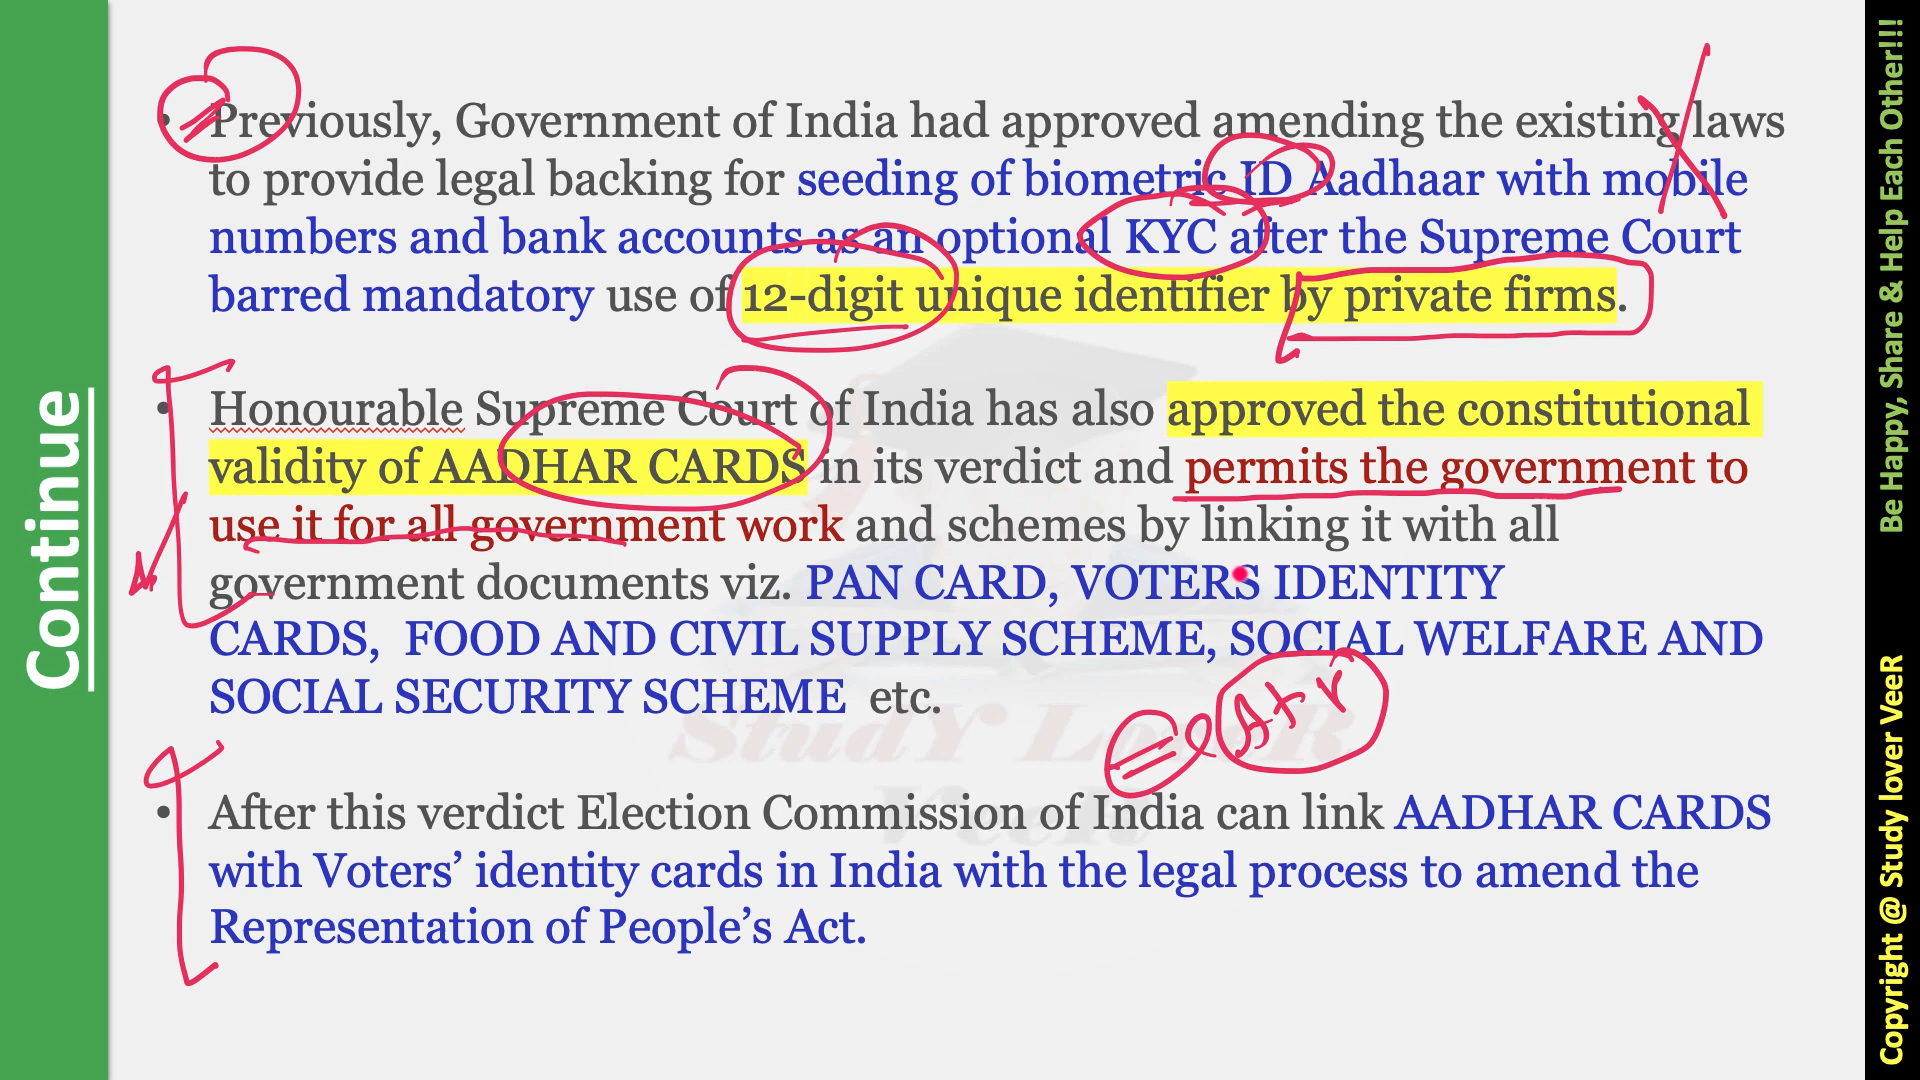 Continue
Previously, Government of India had approved amending the existing laws
to provide legal backing for seeding of biometric ID Aadhaar with mobile
numbers and bank accounts as an optional KYC after the Supreme Court
barred mandatory use of 12-digit unique identifier by private firms.
Honourable Supreme Court of India has also approved the constitutional
validity of AADHAR CARDS in its verdict and permits the government to
use it for all government work and schemes by linking it with all
government documents viz. PAN CARD, VOTERS IDENTITY
CARDS, FOOD AND CIVIL SUPPLY SCHEME, SOCIAL WELFARE AND
SOCIAL SECURITY SCHEME etc.
StudY LoveR
VeeR
After this verdict Election Commission of India can link AADHAR CARDS
with Voters’ identity cards in India with the legal process to amend the
Representation of People’s Act.
Be Happy, Share & Help Each Other!!!
Copyright @ Study lover VeeR